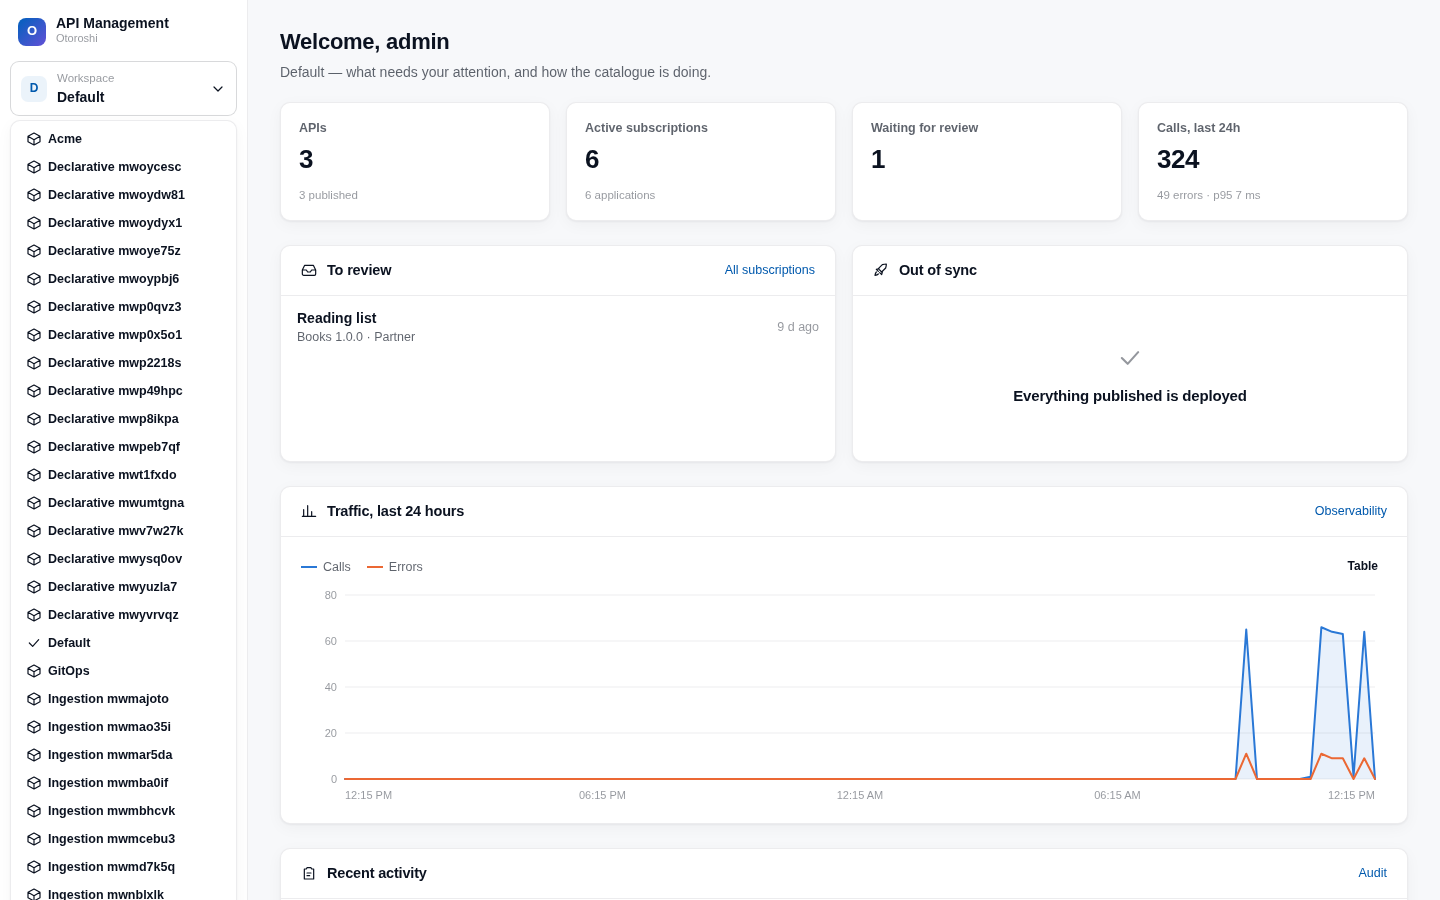 O
API Management
Otoroshi
D
Workspace
Default
Acme
Declarative mwoycesc
Declarative mwoydw81
Declarative mwoydyx1
Declarative mwoye75z
Declarative mwoypbj6
Declarative mwp0qvz3
Declarative mwp0x5o1
Declarative mwp2218s
Declarative mwp49hpc
Declarative mwp8ikpa
Declarative mwpeb7qf
Declarative mwt1fxdo
Declarative mwumtgna
Declarative mwv7w27k
Declarative mwysq0ov
Declarative mwyuzla7
Declarative mwyvrvqz
Default
GitOps
Ingestion mwmajoto
Ingestion mwmao35i
Ingestion mwmar5da
Ingestion mwmba0if
Ingestion mwmbhcvk
Ingestion mwmcebu3
Ingestion mwmd7k5q
Ingestion mwnblxlk
Welcome, admin
Default — what needs your attention, and how the catalogue is doing.
APIs
3
3 published
Active subscriptions
6
6 applications
Waiting for review
1
Calls, last 24h
324
49 errors · p95 7 ms
To review
All subscriptions
Reading list
Books 1.0.0 · Partner
9 d ago
Out of sync
Everything published is deployed
Traffic, last 24 hours
Observability
Calls
Errors
Table
80
60
40
20
0
12:15 PM
06:15 PM
12:15 AM
06:15 AM
12:15 PM
Recent activity
Audit